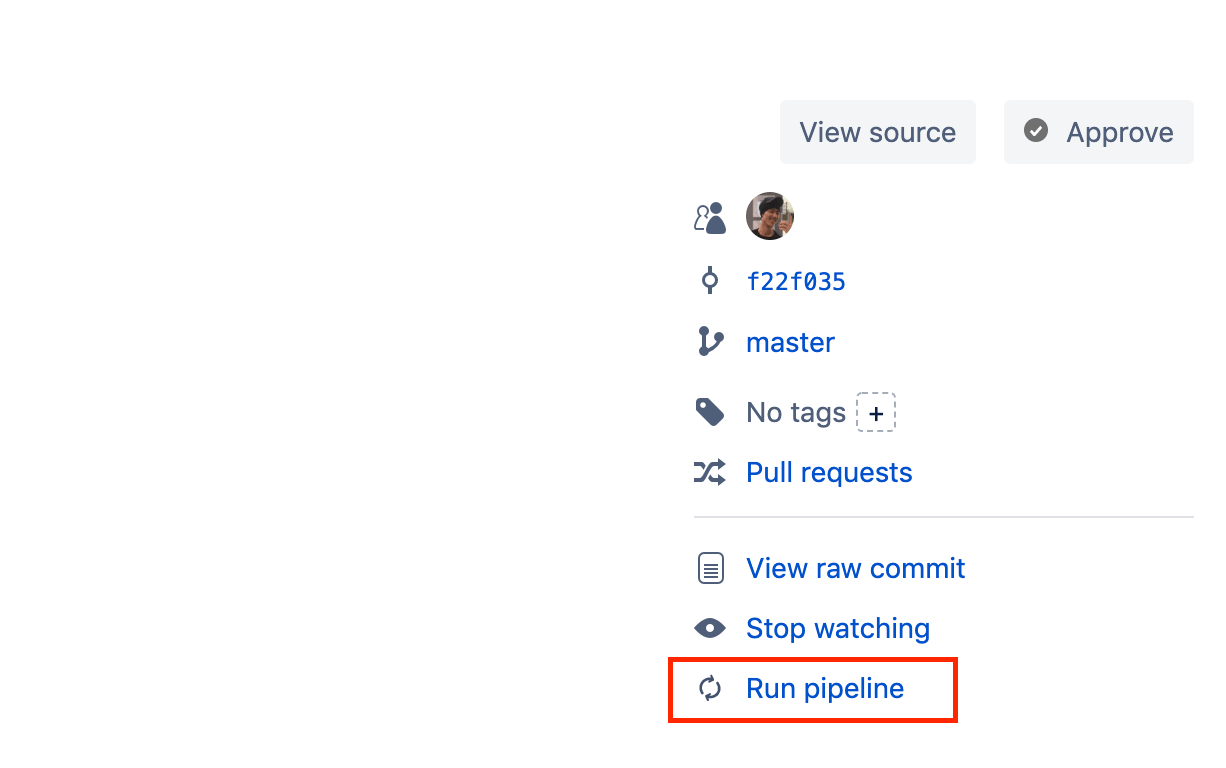 View source
Approve
f22f035
master
No tags +
Pull requests
View raw commit
Stop watching
Run pipeline